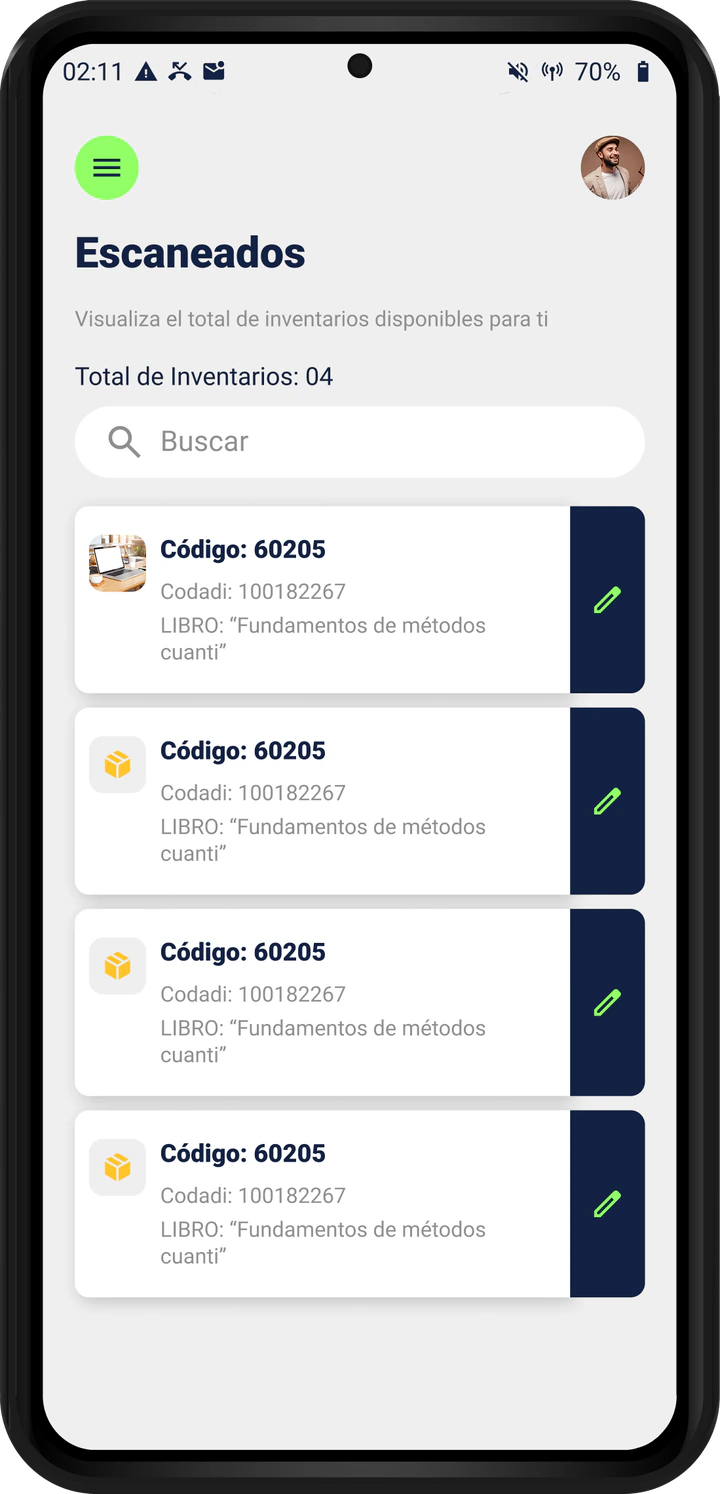 02:11
70%
Escaneados
Visualiza el total de inventarios disponibles para ti
Total de Inventarios: 04
Buscar
Código: 60205
Codadi: 100182267
LIBRO: “Fundamentos de métodos
cuanti”
Código: 60205
Codadi: 100182267
LIBRO: “Fundamentos de métodos
cuanti”
Código: 60205
Codadi: 100182267
LIBRO: “Fundamentos de métodos
cuanti”
Código: 60205
Codadi: 100182267
LIBRO: “Fundamentos de métodos
cuanti”